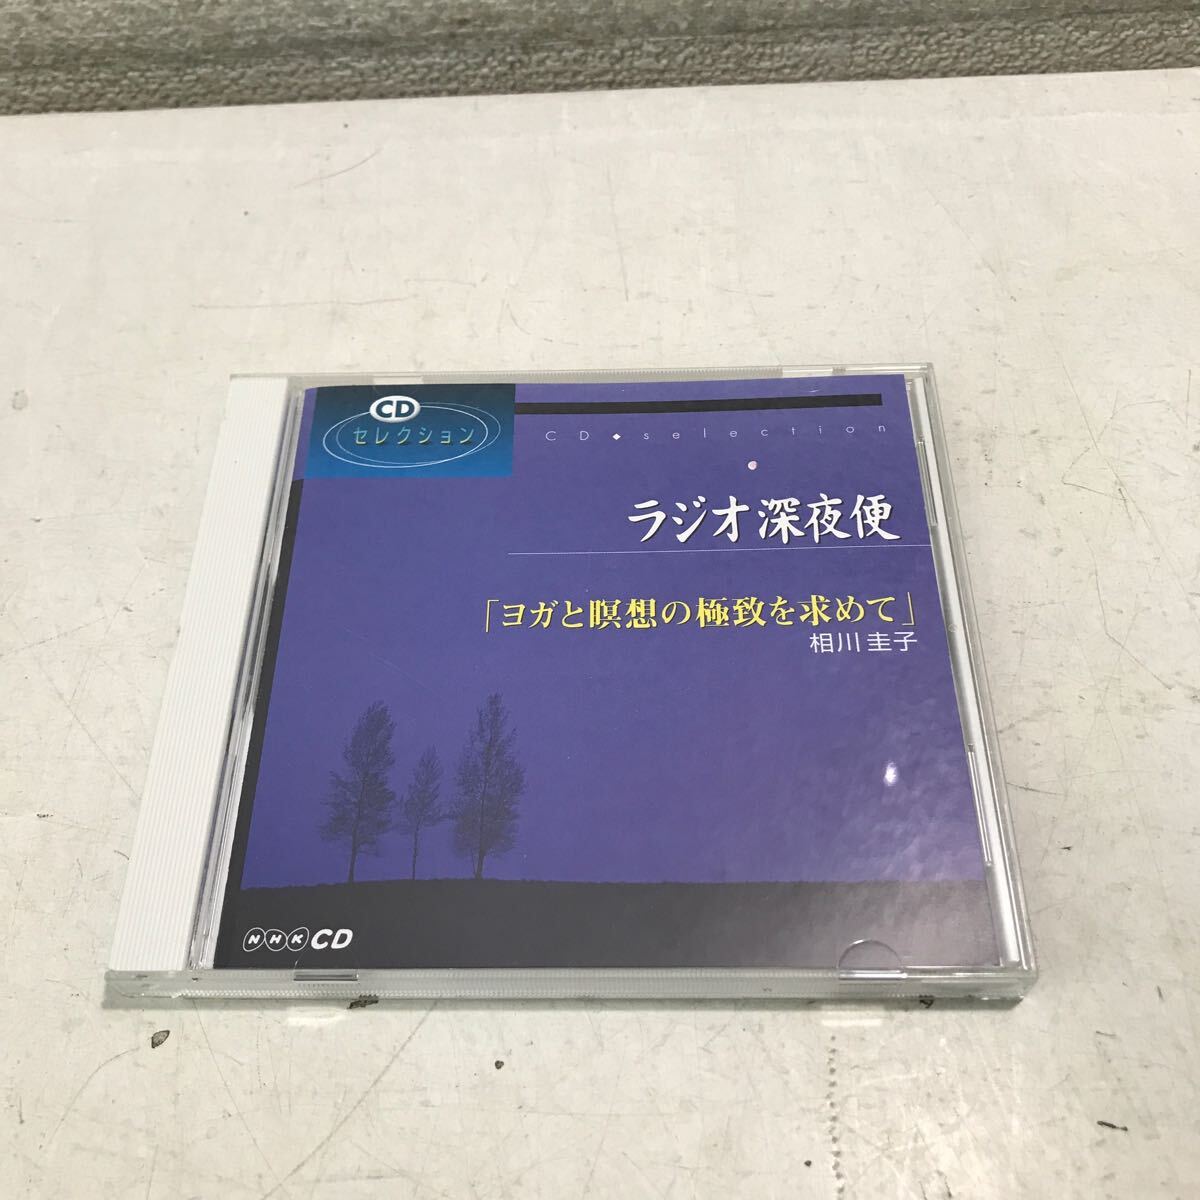 CD
セレクション
CD◆selection
ラジオ深夜便
「ヨガと瞑想の極致を求めて」
相川 圭子
NHK CD